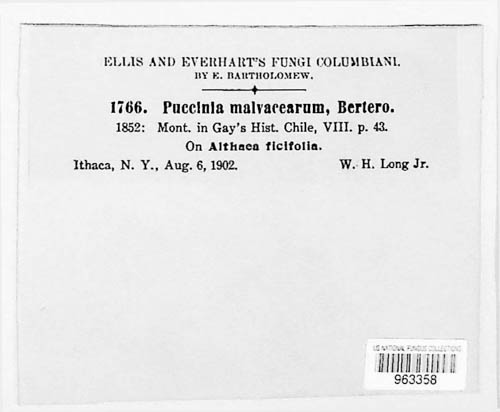 ELLIS AND EVERHART'S FUNGI COLUMBIANI.
BY E. BARTHOLOMEW.
1766. Puccinia malvacearum, Bertero.
1852: Mont. in Gay's Hist. Chile, VIII. p. 43.
On Althaea ficifolia.
Ithaca, N. Y., Aug. 6, 1902. W. H. Long Jr.
US NATIONAL FUNGUS COLLECTIONS
963358